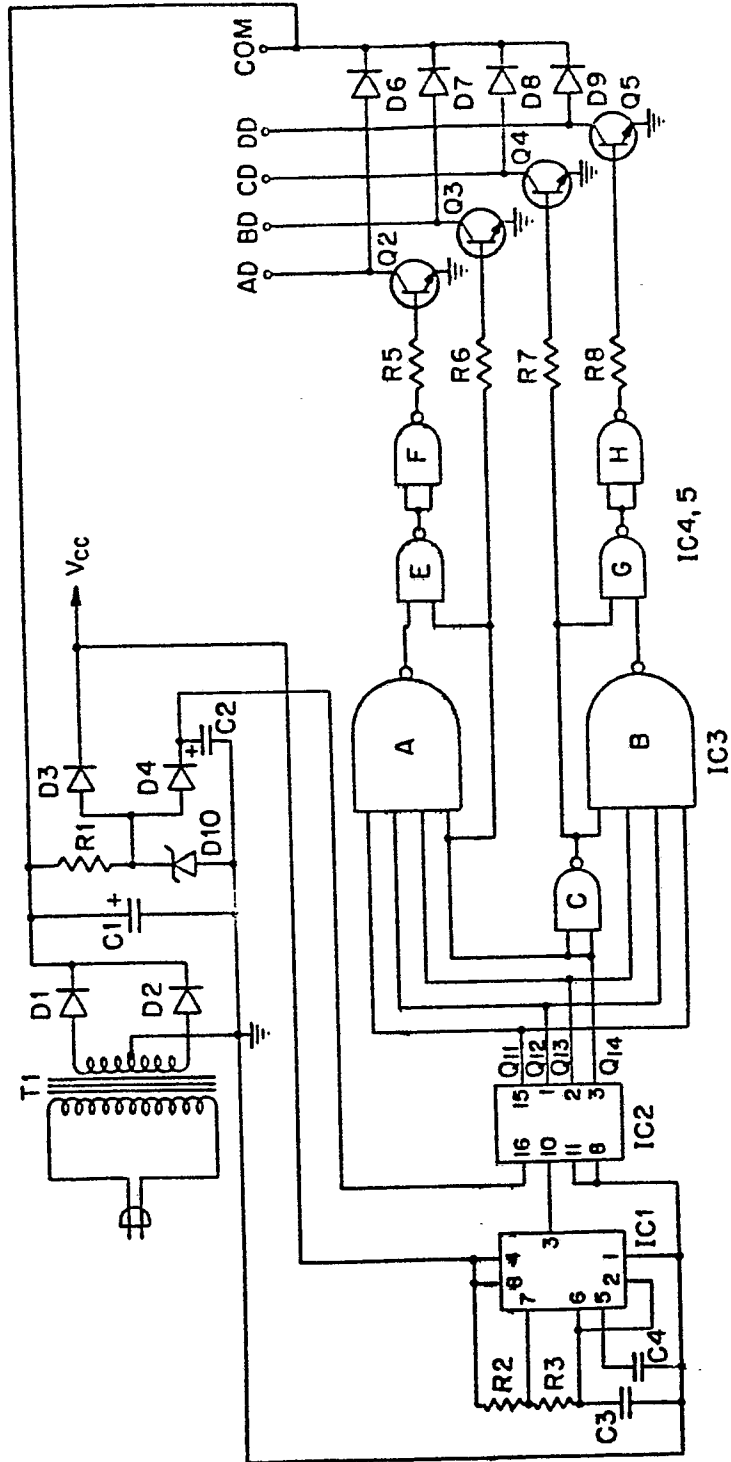 COM
DD
CD
BD
AD
D6
D7
D8
D9
Q2
Q3
Q4
Q5
R5
R6
R7
R8
F
E
H
G
IC4, 5
A
B
C
IC3
VCC
D3
D4
C2
+
R1
D10
C1
+
D1
D2
T1
Q11
Q12
Q13
Q14
16
15
10
1
11
2
8
3
IC2
IC1
3
4
8
7
6
5
2
1
R2
R3
C3
C4